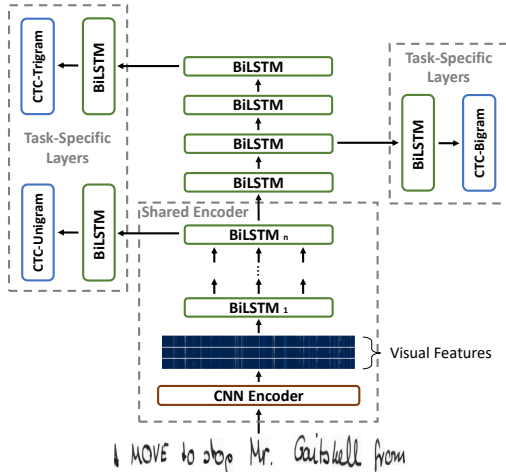 BiLSTM
CTC-Trigram
BiLSTM
Task-Specific
Layers
BiLSTM
Task-Specific
Layers
BiLSTM
BiLSTM
CTC-Bigram
BiLSTM
Shared Encoder
CTC-Unigram
BiLSTM
BiLSTM n
...
BiLSTM 1
Visual Features
CNN Encoder
A MOVE to stop Mr. Gaitskell from